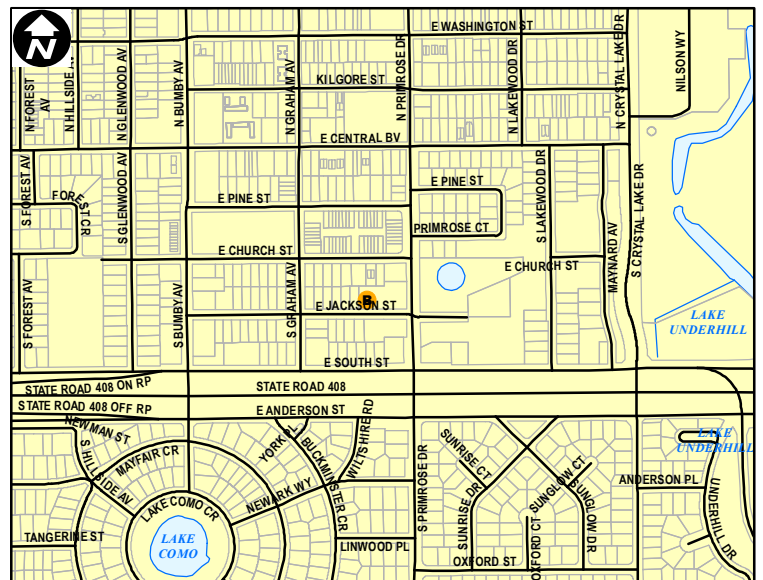 N
E WASHINGTON ST
KILGORE ST
E CENTRAL BV
N FOREST
AV
N HILLSIDE AV
N GLENWOOD AV
N BUMBY AV
N GRAHAM AV
N PRIMROSE DR
N LAKEWOOD DR
N CRYSTAL LAKE DR
NILSON WY
S FOREST AV
FOREST CR
S GLENWOOD AV
E PINE ST
E PINE ST
PRIMROSE CT
S LAKEWOOD DR
MAYNARD AV
S CRYSTAL LAKE DR
E CHURCH ST
E CHURCH ST
S FOREST AV
S BUMBY AV
S GRAHAM AV
B
E JACKSON ST
LAKE
UNDERHILL
E SOUTH ST
STATE ROAD 408 ON RP
STATE ROAD 408
STATE ROAD 408 OFF RP
E ANDERSON ST
NEWMAN ST
S HILLSIDE AV
MAYFAIR CR
YORK PL
BUCKMINSTER CR
WILTSHIRE RD
S PRIMROSE DR
SUNRISE CT
SUNRISE DR
SUNGLOW CT
SUNGLOW DR
LAKE
UNDERHILL
ANDERSON PL
UNDERHILL DR
LAKE COMO CR
NEWARK WY
TANGERINE ST
LAKE
COMO
LINWOOD PL
OXFORD CT
OXFORD ST